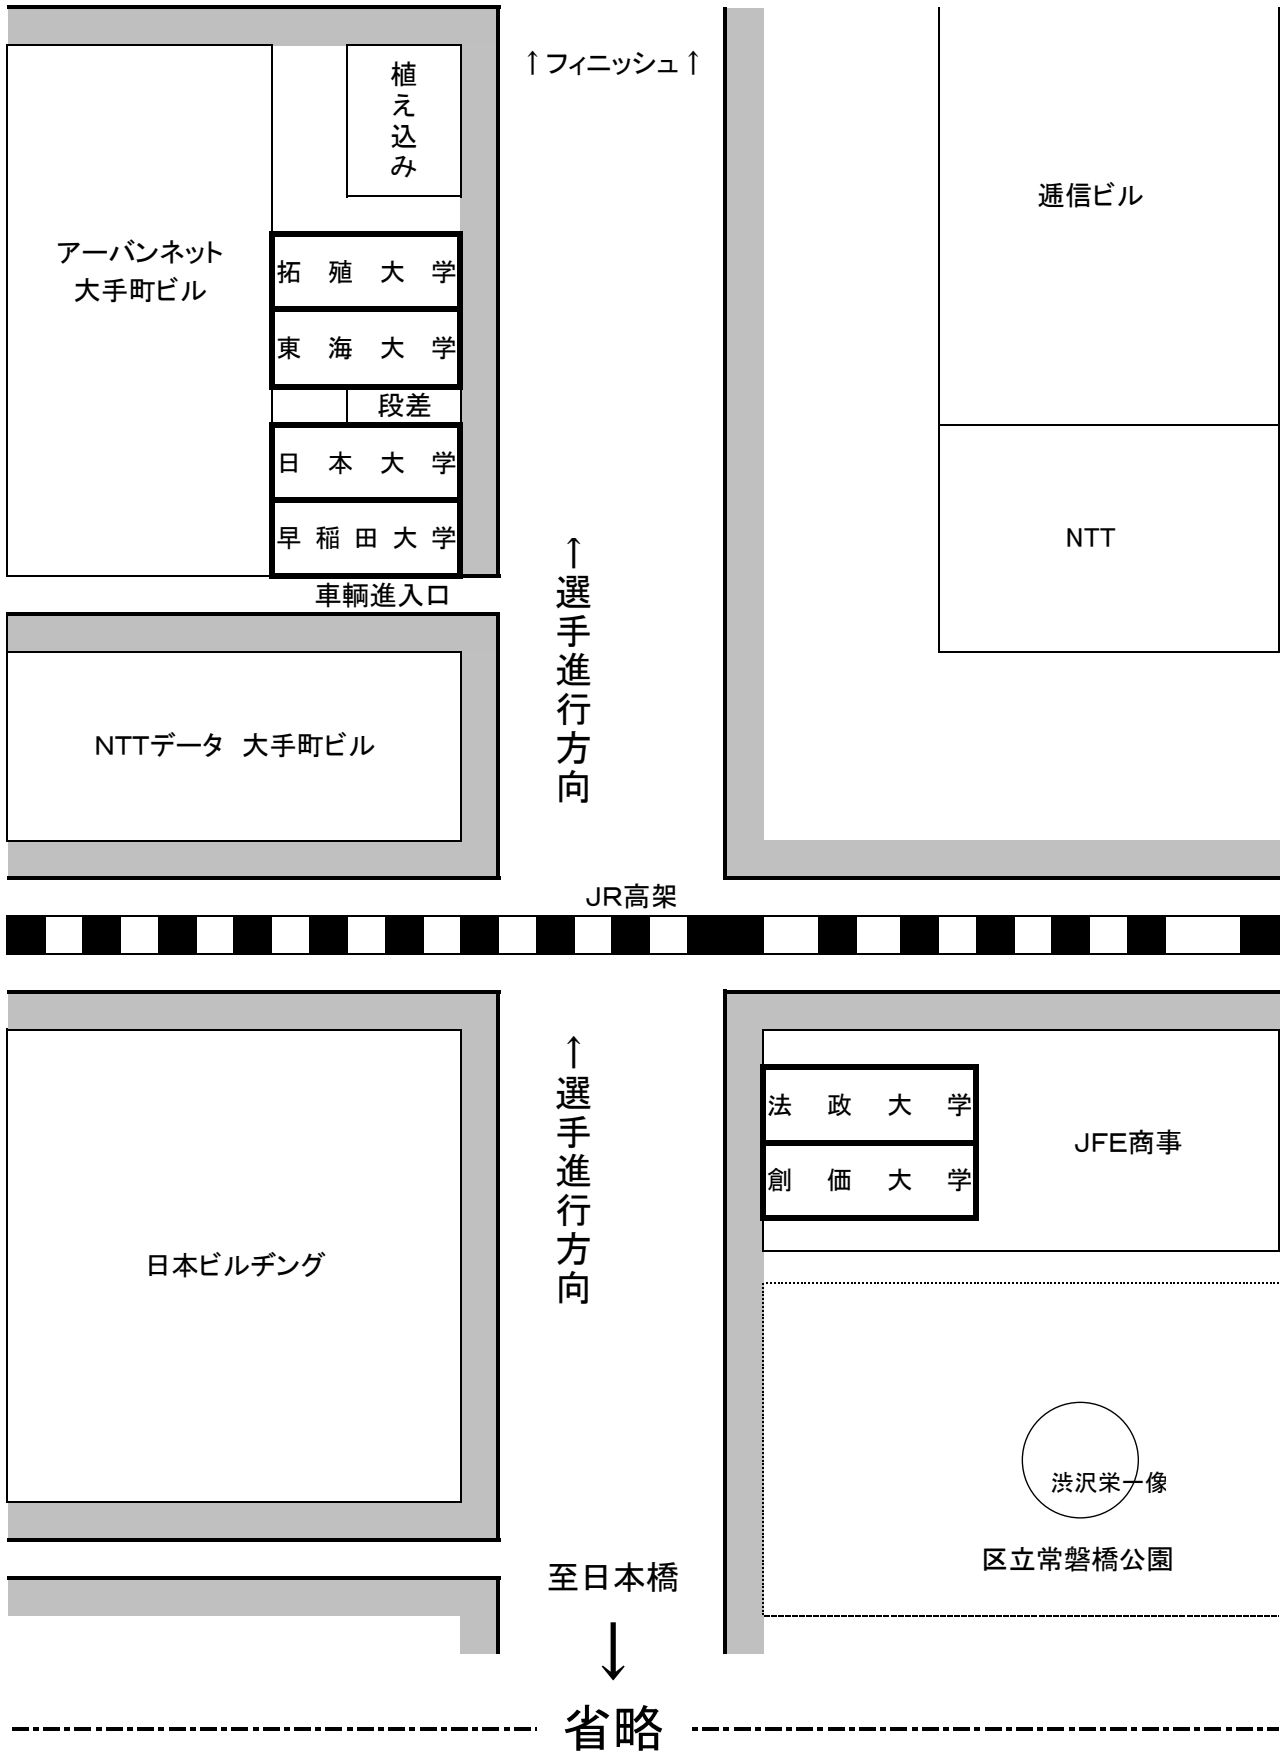 ↑フィニッシュ↑
植え込み
逓信ビル
アーバンネット
大手町ビル
拓殖大学
東海大学
段差
日本大学
早稲田大学
NTT
車輌進入口
↑選手進行方向
NTTデータ 大手町ビル
JR高架
↑選手進行方向
法政大学
創価大学
JFE商事
日本ビルヂング
渋沢栄一像
区立常磐橋公園
至日本橋
↓
省略